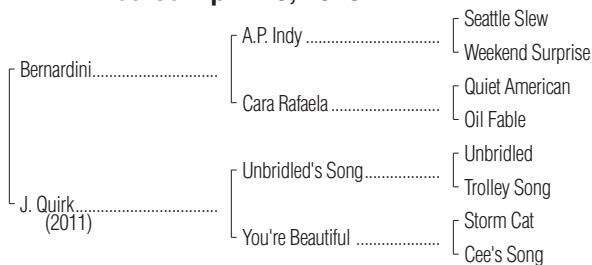 Seattle Slew
A.P. Indy
Weekend Surprise
Bernardini
Quiet American
Cara Rafaela
Oil Fable
Unbridled
Unbridled's Song
Trolley Song
J. Quirk
(2011)
Storm Cat
You're Beautiful
Cee's Song